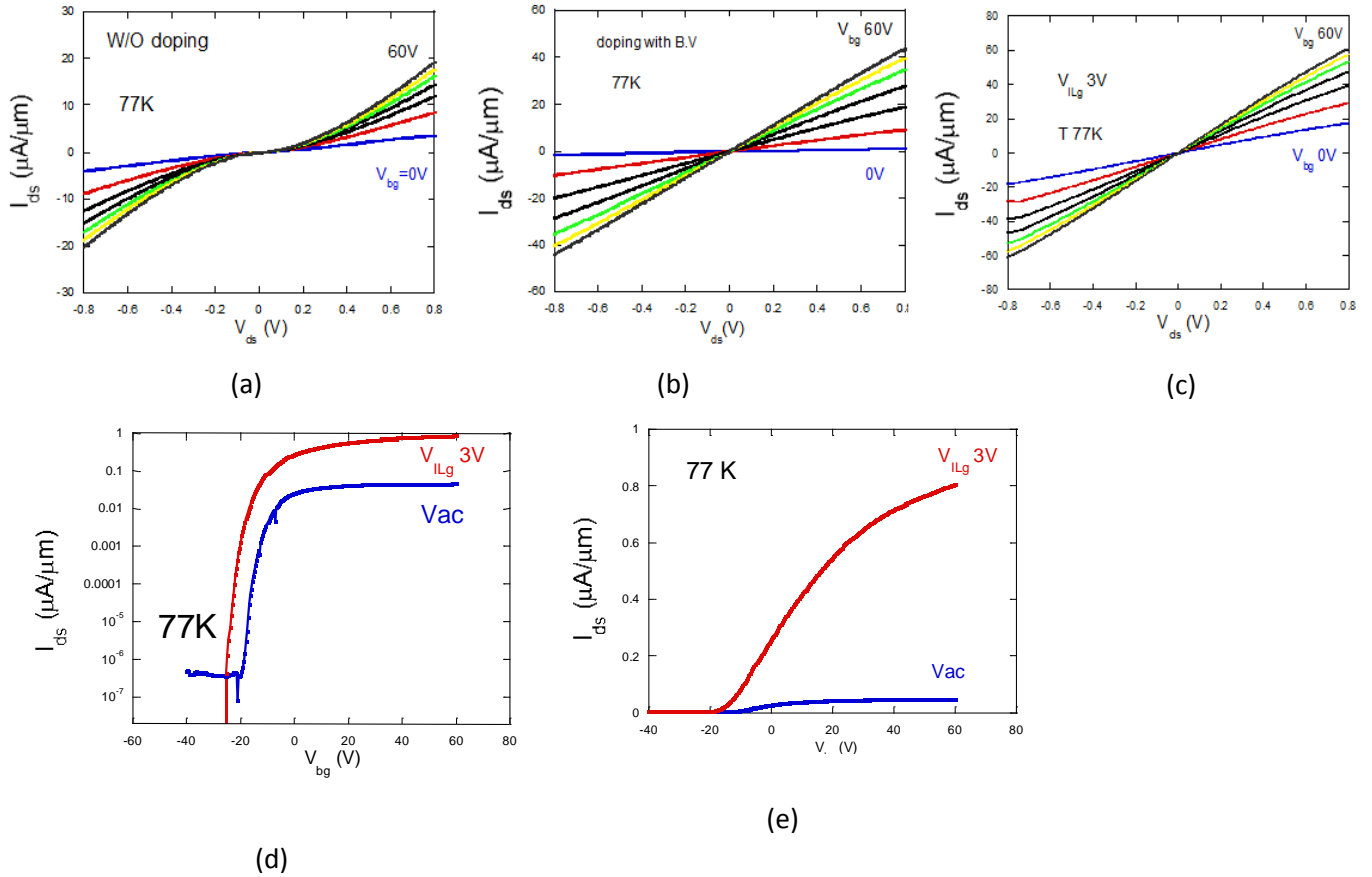 W/O doping
60V
77K
V_bg=0V
30
20
10
0
-10
-20
-30
I_ds (μA/μm)
-0.8 -0.6 -0.4 -0.2 0 0.2 0.4 0.6 0.8
V_ds (V)
(a)
doping with B.V
V_bg 60V
77K
0V
60
40
20
0
-20
-40
-60
I_ds (μA/μm)
-0.8 -0.6 -0.4 -0.2 0 0.2 0.4 0.6 0.8
V_ds (V)
(b)
V_bg 60V
V_ILg 3V
T 77K
V_bg 0V
80
60
40
20
0
-20
-40
-60
-80
I_ds (μA/μm)
-0.8 -0.6 -0.4 -0.2 0 0.2 0.4 0.6 0.8
V_ds (V)
(c)
V_ILg 3V
Vac
77K
1
0.1
0.01
0.001
0.0001
10^-5
10^-6
10^-7
I_ds (μA/μm)
-60 -40 -20 0 20 40 60 80
V_bg (V)
(d)
77 K
V_ILg 3V
Vac
1
0.8
0.6
0.4
0.2
0
I_ds (μA/μm)
-40 -20 0 20 40 60 80
(V)
(e)